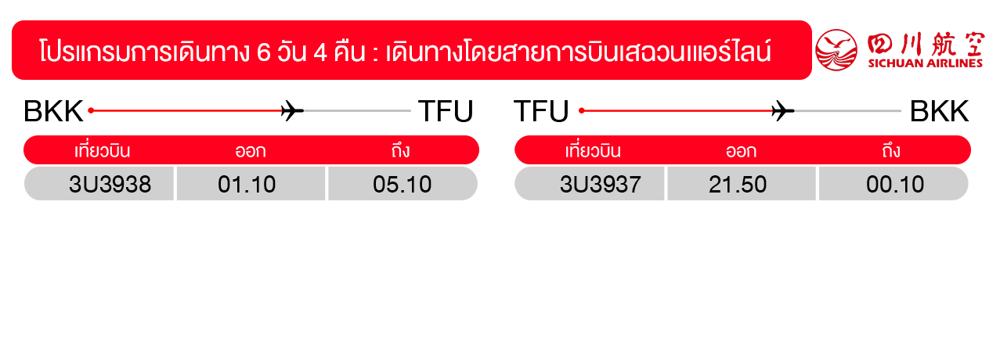 โปรแกรมการเดินทาง 6 วัน 4 คืน : เดินทางโดยสายการบินเสฉวนแอร์ไลน์
四川航空
SICHUAN AIRLINES
BKK TFU
เที่ยวบิน ออก ถึง
3U3938 01.10 05.10
TFU BKK
เที่ยวบิน ออก ถึง
3U3937 21.50 00.10